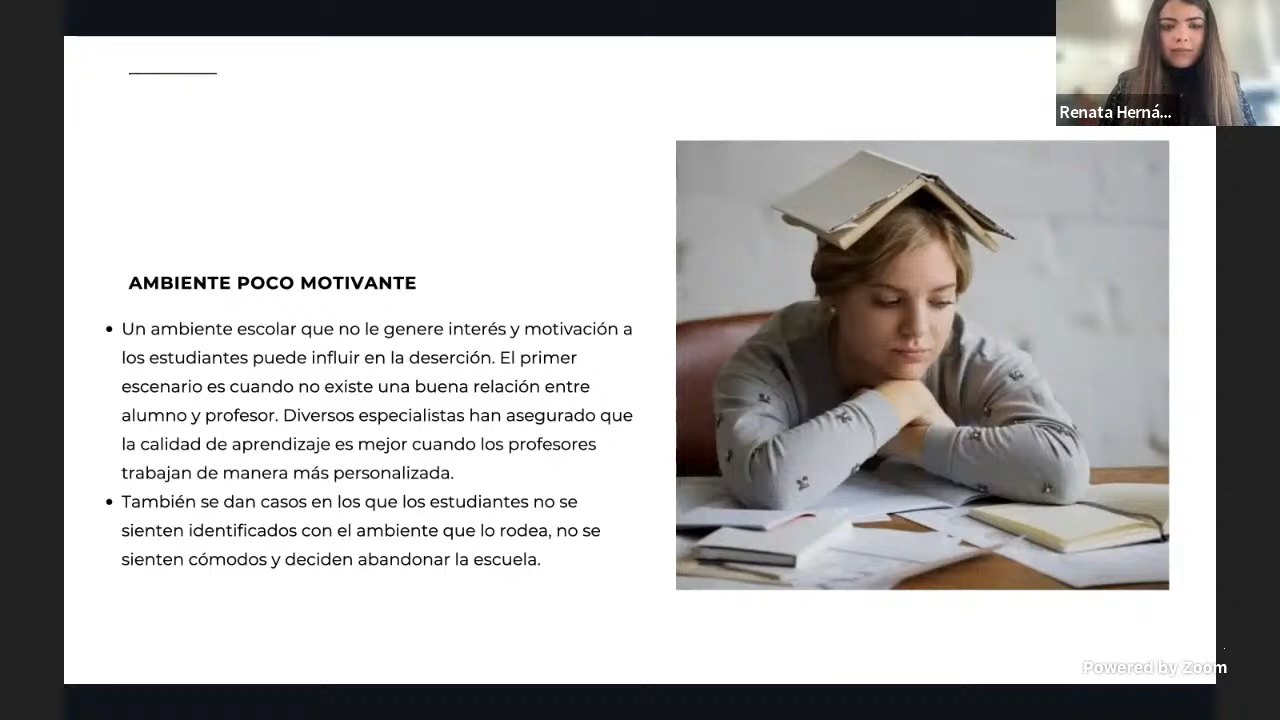 Renata Herná...
AMBIENTE POCO MOTIVANTE
• Un ambiente escolar que no le genere interés y motivación a
los estudiantes puede influir en la deserción. El primer
escenario es cuando no existe una buena relación entre
alumno y profesor. Diversos especialistas han asegurado que
la calidad de aprendizaje es mejor cuando los profesores
trabajan de manera más personalizada.
• También se dan casos en los que los estudiantes no se
sienten identificados con el ambiente que lo rodea, no se
sienten cómodos y deciden abandonar la escuela.
Powered by Zoom